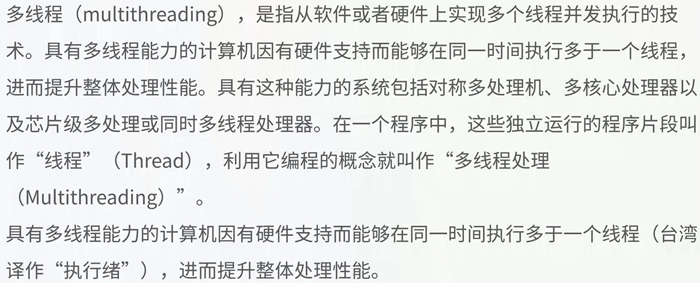 多线程（multithreading），是指从软件或者硬件上实现多个线程并发执行的技
术。具有多线程能力的计算机因有硬件支持而能够在同一时间执行多于一个线程，
进而提升整体处理性能。具有这种能力的系统包括对称多处理机、多核心处理器以
及芯片级多处理或同时多线程处理器。在一个程序中，这些独立运行的程序片段叫
作“线程”（Thread），利用它编程的概念就叫作“多线程处理
（Multithreading）”。
具有多线程能力的计算机因有硬件支持而能够在同一时间执行多于一个线程（台湾
译作“执行绪”），进而提升整体处理性能。